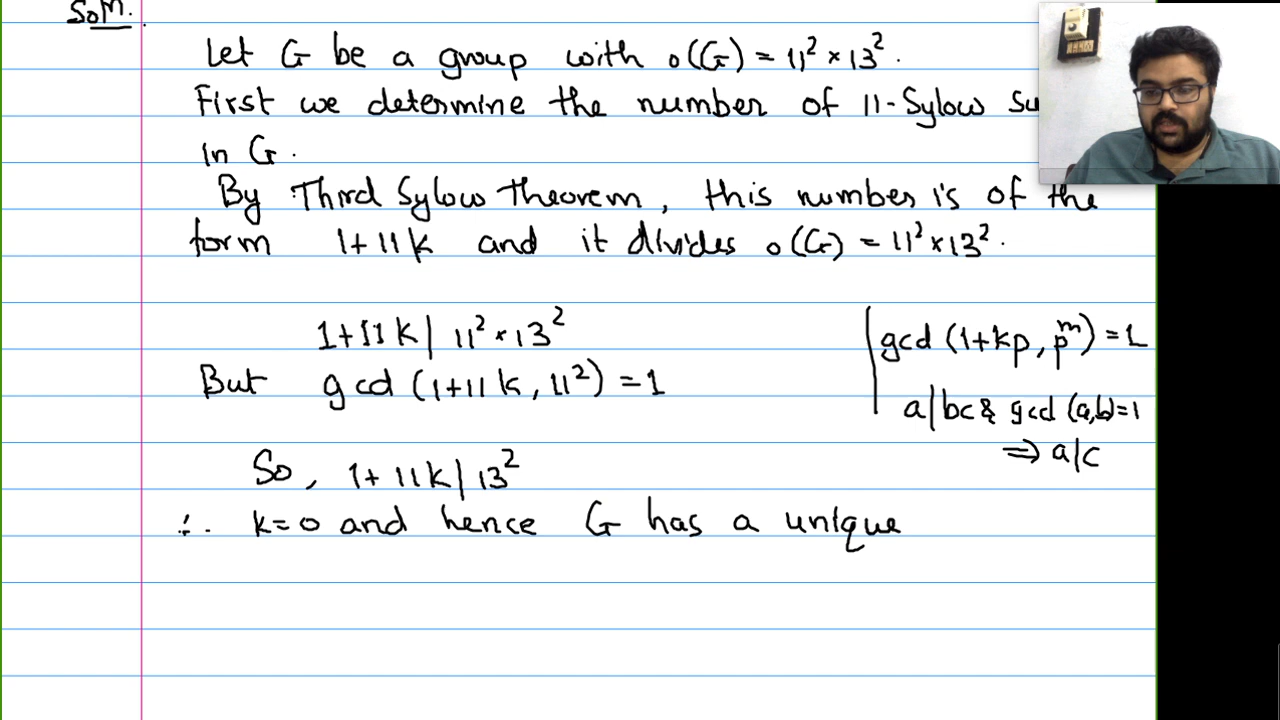 Soln.
Let G be a group with o(G) = 11² × 13².
First we determine the number of 11-Sylow su
in G.
By Third Sylow Theorem, this number is of the
form 1+11k and it divides o(G) = 11² × 13².
1+11k | 11² × 13²
But gcd (1+11k, 11²) = 1
So, 1+11k | 13²
∴ k=0 and hence G has a unique
gcd (1+kp, p^m) = 1
a|bc & gcd (a,b)=1
⇒ a|c